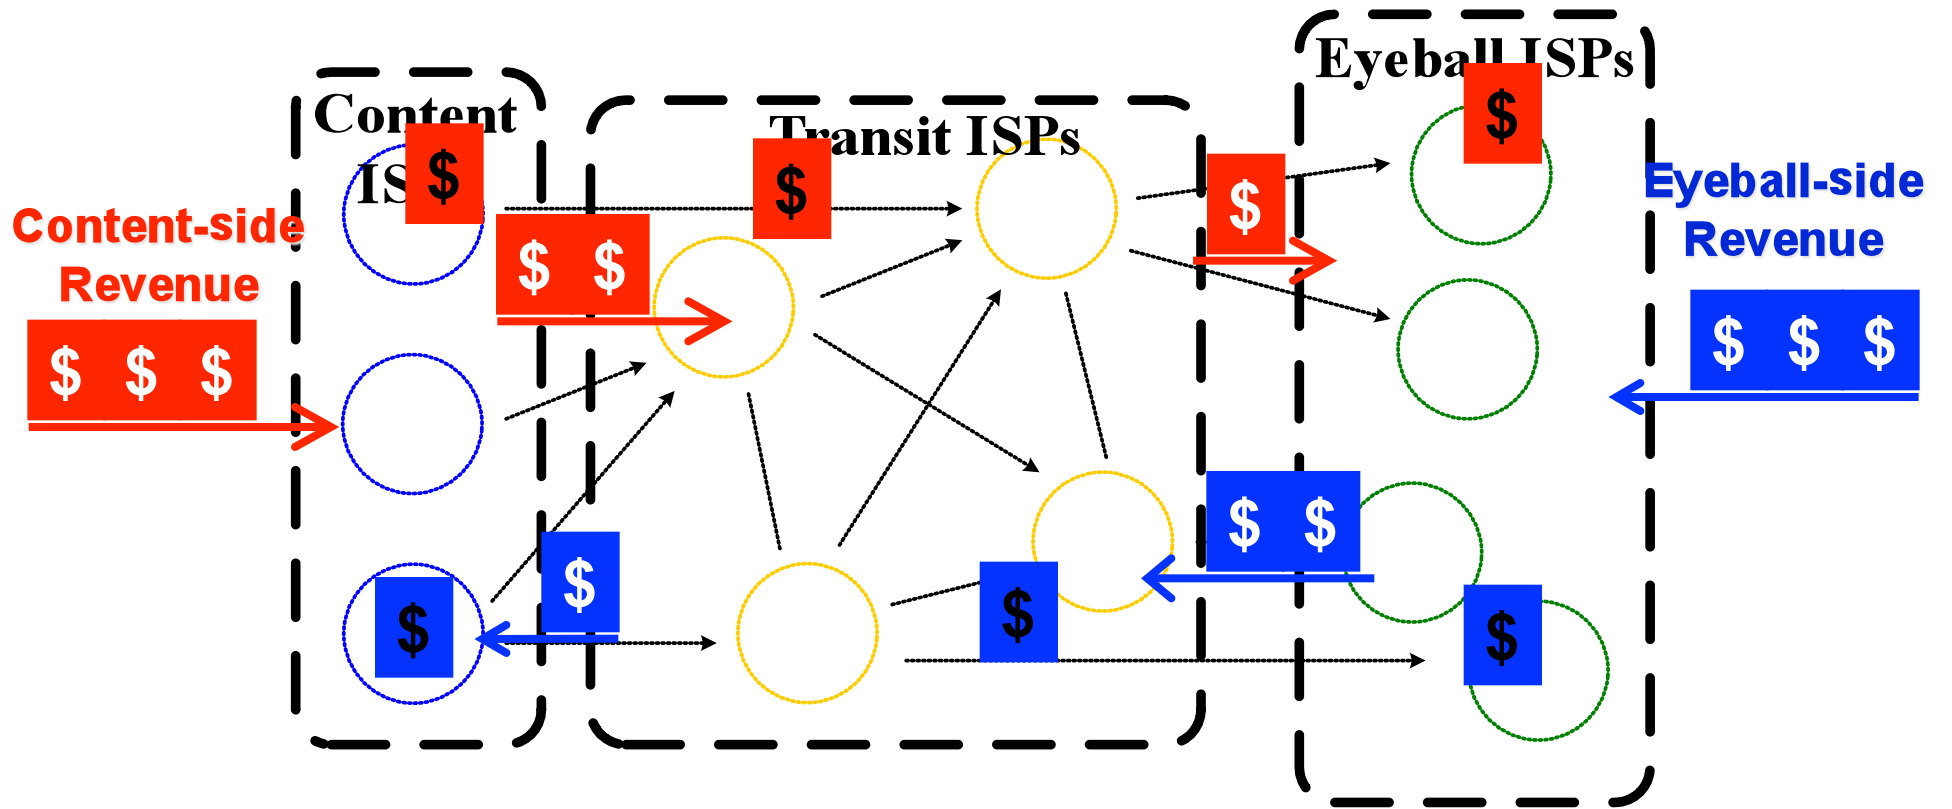 Eyeball ISPs
Content
IS
Transit ISPs
$
$
$
$
Content-side
Revenue
$ $
$ $ $
Eyeball-side
Revenue
$ $ $
$ $
$
$
$
$